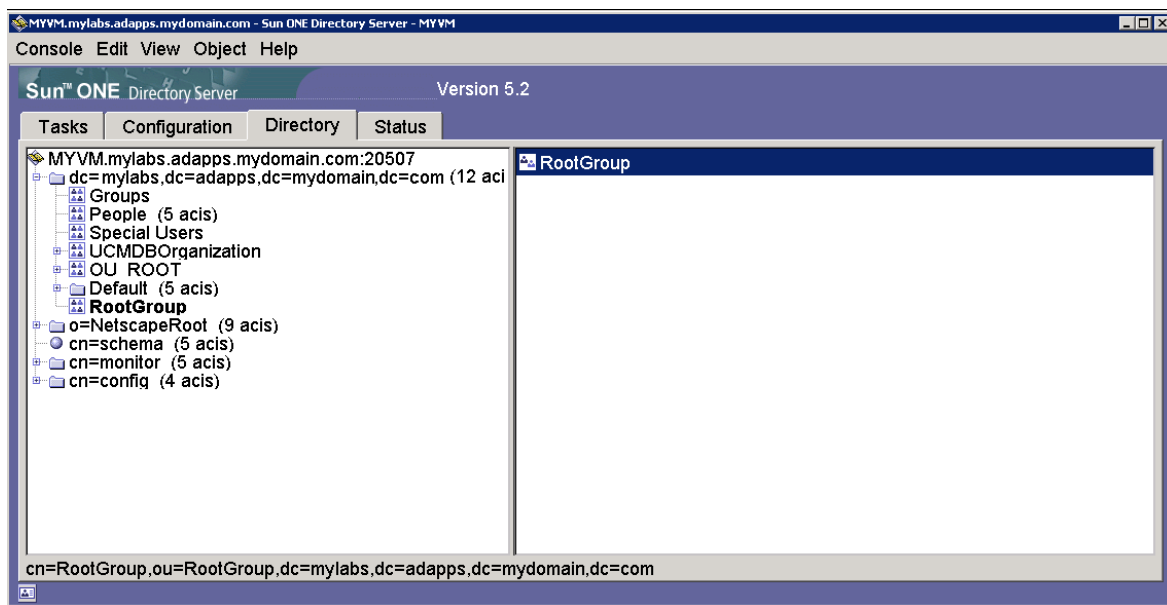 MYVM.mylabs.adapps.mydomain.com - Sun ONE Directory Server - MYVM
Console Edit View Object Help
Sun™ ONE Directory Server Version 5.2
Tasks Configuration Directory Status
MYVM.mylabs.adapps.mydomain.com:20507
dc=mylabs,dc=adapps,dc=mydomain,dc=com (12 aci
Groups
People (5 acis)
Special Users
UCMDBOrganization
OU_ROOT
Default (5 acis)
RootGroup
o=NetscapeRoot (9 acis)
cn=schema (5 acis)
cn=monitor (5 acis)
cn=config (4 acis)
RootGroup
cn=RootGroup,ou=RootGroup,dc=mylabs,dc=adapps,dc=mydomain,dc=com